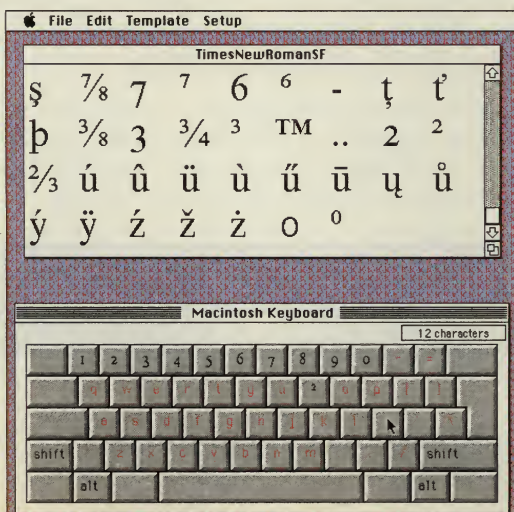 File Edit Template Setup
TimesNewRomanSF
ş ⅞ 7 ⁷ 6 ⁶ - ţ ť
þ ⅜ 3 ¾ ³ ™ .. 2 ²
⅔ ú û ü ù ű ū ų ů
ý ÿ ź ž ż o ⁰
Macintosh Keyboard
12 characters
1 2 3 4 5 6 7 8 9 0 - =
q w e r t y u ² o p [ ]
a s d f g h j k l
shift z x c v b n m / shift
alt alt